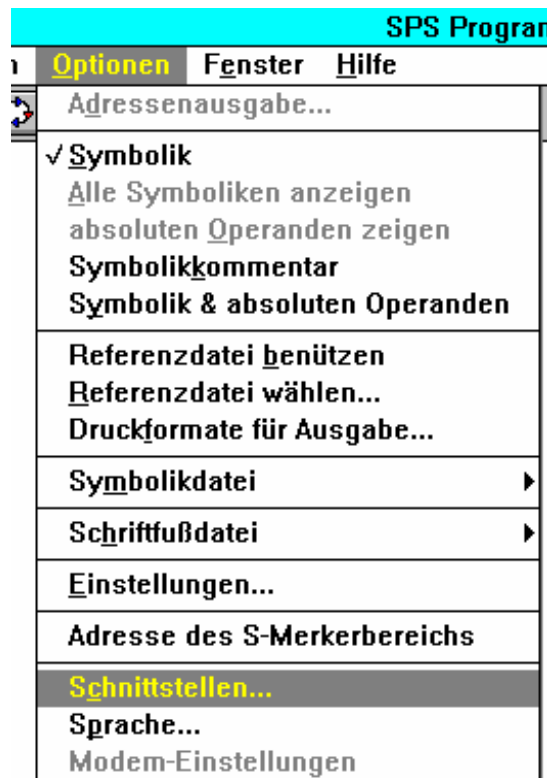 SPS Program
Optionen Fenster Hilfe
Adressenausgabe...
√ Symbolik
Alle Symboliken anzeigen
absoluten Operanden zeigen
Symbolikkommentar
Symbolik & absoluten Operanden
Referenzdatei benützen
Referenzdatei wählen...
Druckformate für Ausgabe...
Symbolikdatei
Schriftfußdatei
Einstellungen...
Adresse des S-Merkerbereichs
Schnittstellen...
Sprache...
Modem-Einstellungen